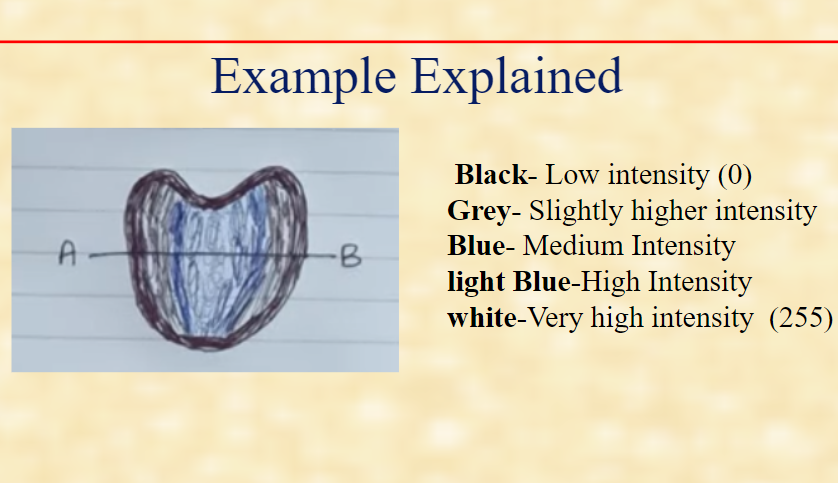 Example Explained
A
B
Black- Low intensity (0)
Grey- Slightly higher intensity
Blue- Medium Intensity
light Blue-High Intensity
white-Very high intensity (255)